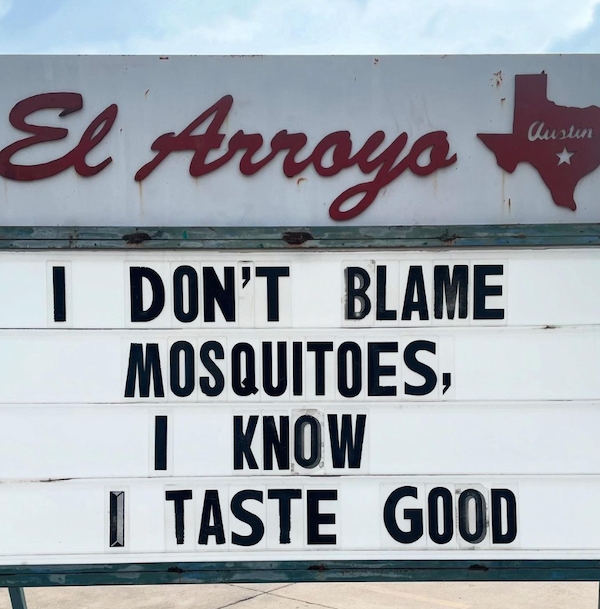 El Arroyo
Austin
I DON'T BLAME
MOSQUITOES,
I KNOW
I TASTE GOOD